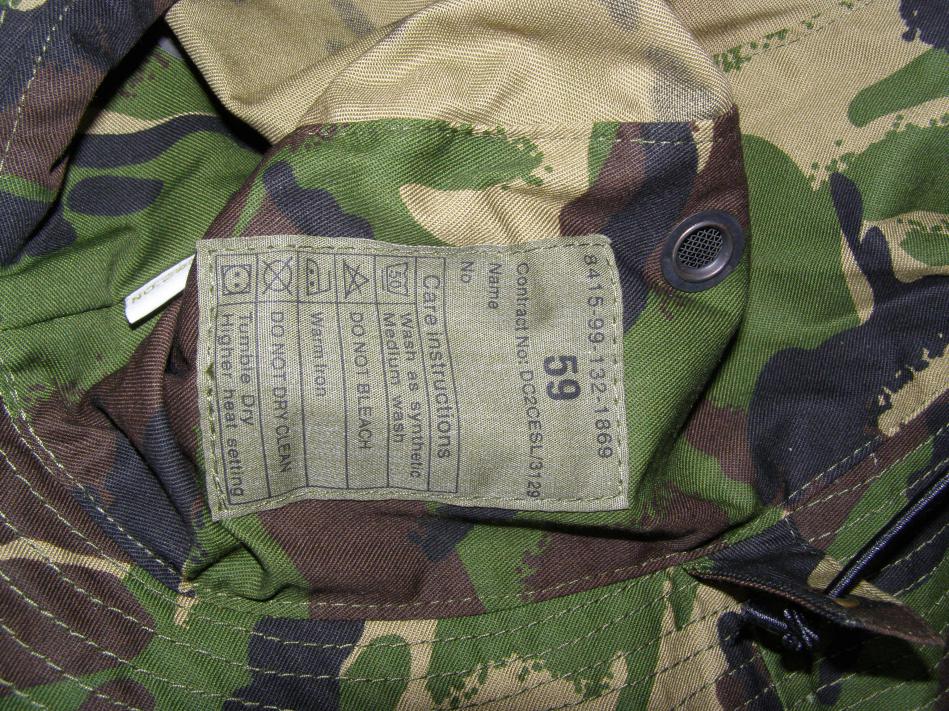 8415-99-132-1869
59
Contract No: DC2CESL/3129
Name
No
Care instructions
50
Wash as synthetic
Medium wash
DO NOT BLEACH
Warm Iron
DO NOT DRY CLEAN
Tumble Dry
Higher heat setting